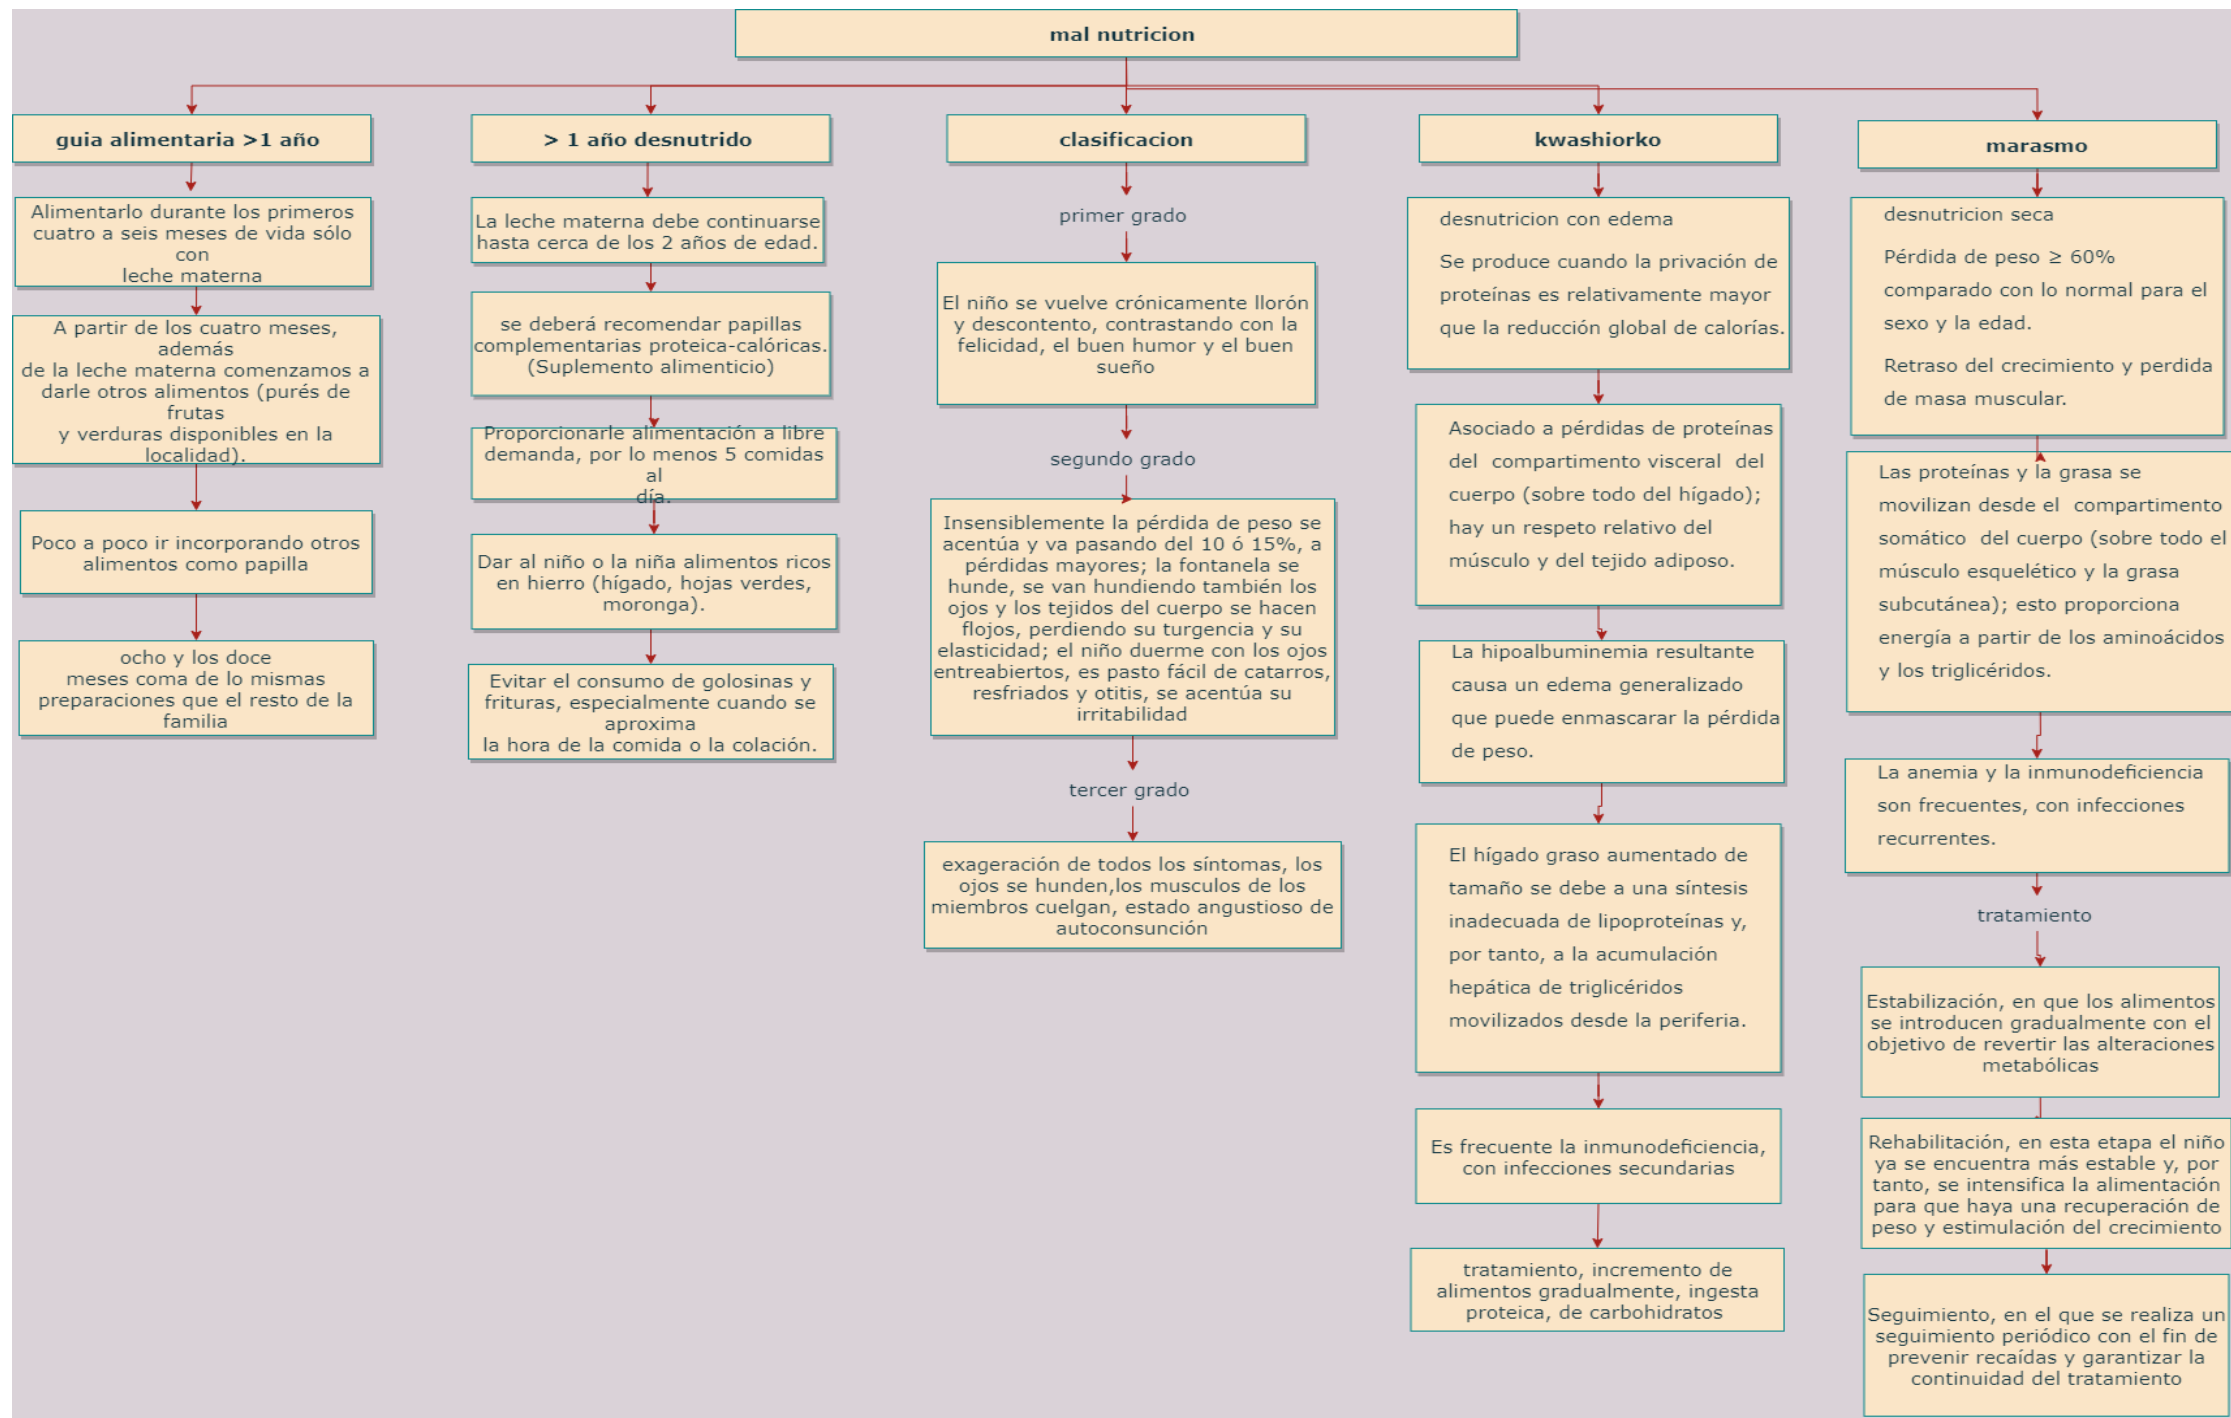 mal nutricion
guia alimentaria >1 año
Alimentarlo durante los primeros
cuatro a seis meses de vida sólo
con
leche materna
A partir de los cuatro meses,
además
de la leche materna comenzamos a
darle otros alimentos (purés de
frutas
y verduras disponibles en la
localidad).
Poco a poco ir incorporando otros
alimentos como papilla
ocho y los doce
meses coma de lo mismas
preparaciones que el resto de la
familia
> 1 año desnutrido
La leche materna debe continuarse
hasta cerca de los 2 años de edad.
se deberá recomendar papillas
complementarias proteica-calóricas.
(Suplemento alimenticio)
Proporcionarle alimentación a libre
demanda, por lo menos 5 comidas
al
día.
Dar al niño o la niña alimentos ricos
en hierro (hígado, hojas verdes,
moronga).
Evitar el consumo de golosinas y
frituras, especialmente cuando se
aproxima
la hora de la comida o la colación.
clasificacion
primer grado
El niño se vuelve crónicamente llorón
y descontento, contrastando con la
felicidad, el buen humor y el buen
sueño
segundo grado
Insensiblemente la pérdida de peso se
acentúa y va pasando del 10 ó 15%, a
pérdidas mayores; la fontanela se
hunde, se van hundiendo también los
ojos y los tejidos del cuerpo se hacen
flojos, perdiendo su turgencia y su
elasticidad; el niño duerme con los ojos
entreabiertos, es pasto fácil de catarros,
resfriados y otitis, se acentúa su
irritabilidad
tercer grado
exageración de todos los síntomas, los
ojos se hunden,los musculos de los
miembros cuelgan, estado angustioso de
autoconsunción
kwashiorko
desnutricion con edema
Se produce cuando la privación de
proteínas es relativamente mayor
que la reducción global de calorías.
Asociado a pérdidas de proteínas
del compartimento visceral del
cuerpo (sobre todo del hígado);
hay un respeto relativo del
músculo y del tejido adiposo.
La hipoalbuminemia resultante
causa un edema generalizado
que puede enmascarar la pérdida
de peso.
El hígado graso aumentado de
tamaño se debe a una síntesis
inadecuada de lipoproteínas y,
por tanto, a la acumulación
hepática de triglicéridos
movilizados desde la periferia.
Es frecuente la inmunodeficiencia,
con infecciones secundarias
tratamiento, incremento de
alimentos gradualmente, ingesta
proteica, de carbohidratos
marasmo
desnutricion seca
Pérdida de peso ≥ 60%
comparado con lo normal para el
sexo y la edad.
Retraso del crecimiento y perdida
de masa muscular.
Las proteínas y la grasa se
movilizan desde el compartimento
somático del cuerpo (sobre todo el
músculo esquelético y la grasa
subcutánea); esto proporciona
energía a partir de los aminoácidos
y los triglicéridos.
La anemia y la inmunodeficiencia
son frecuentes, con infecciones
recurrentes.
tratamiento
Estabilización, en que los alimentos
se introducen gradualmente con el
objetivo de revertir las alteraciones
metabólicas
Rehabilitación, en esta etapa el niño
ya se encuentra más estable y, por
tanto, se intensifica la alimentación
para que haya una recuperación de
peso y estimulación del crecimiento
Seguimiento, en el que se realiza un
seguimiento periódico con el fin de
prevenir recaídas y garantizar la
continuidad del tratamiento